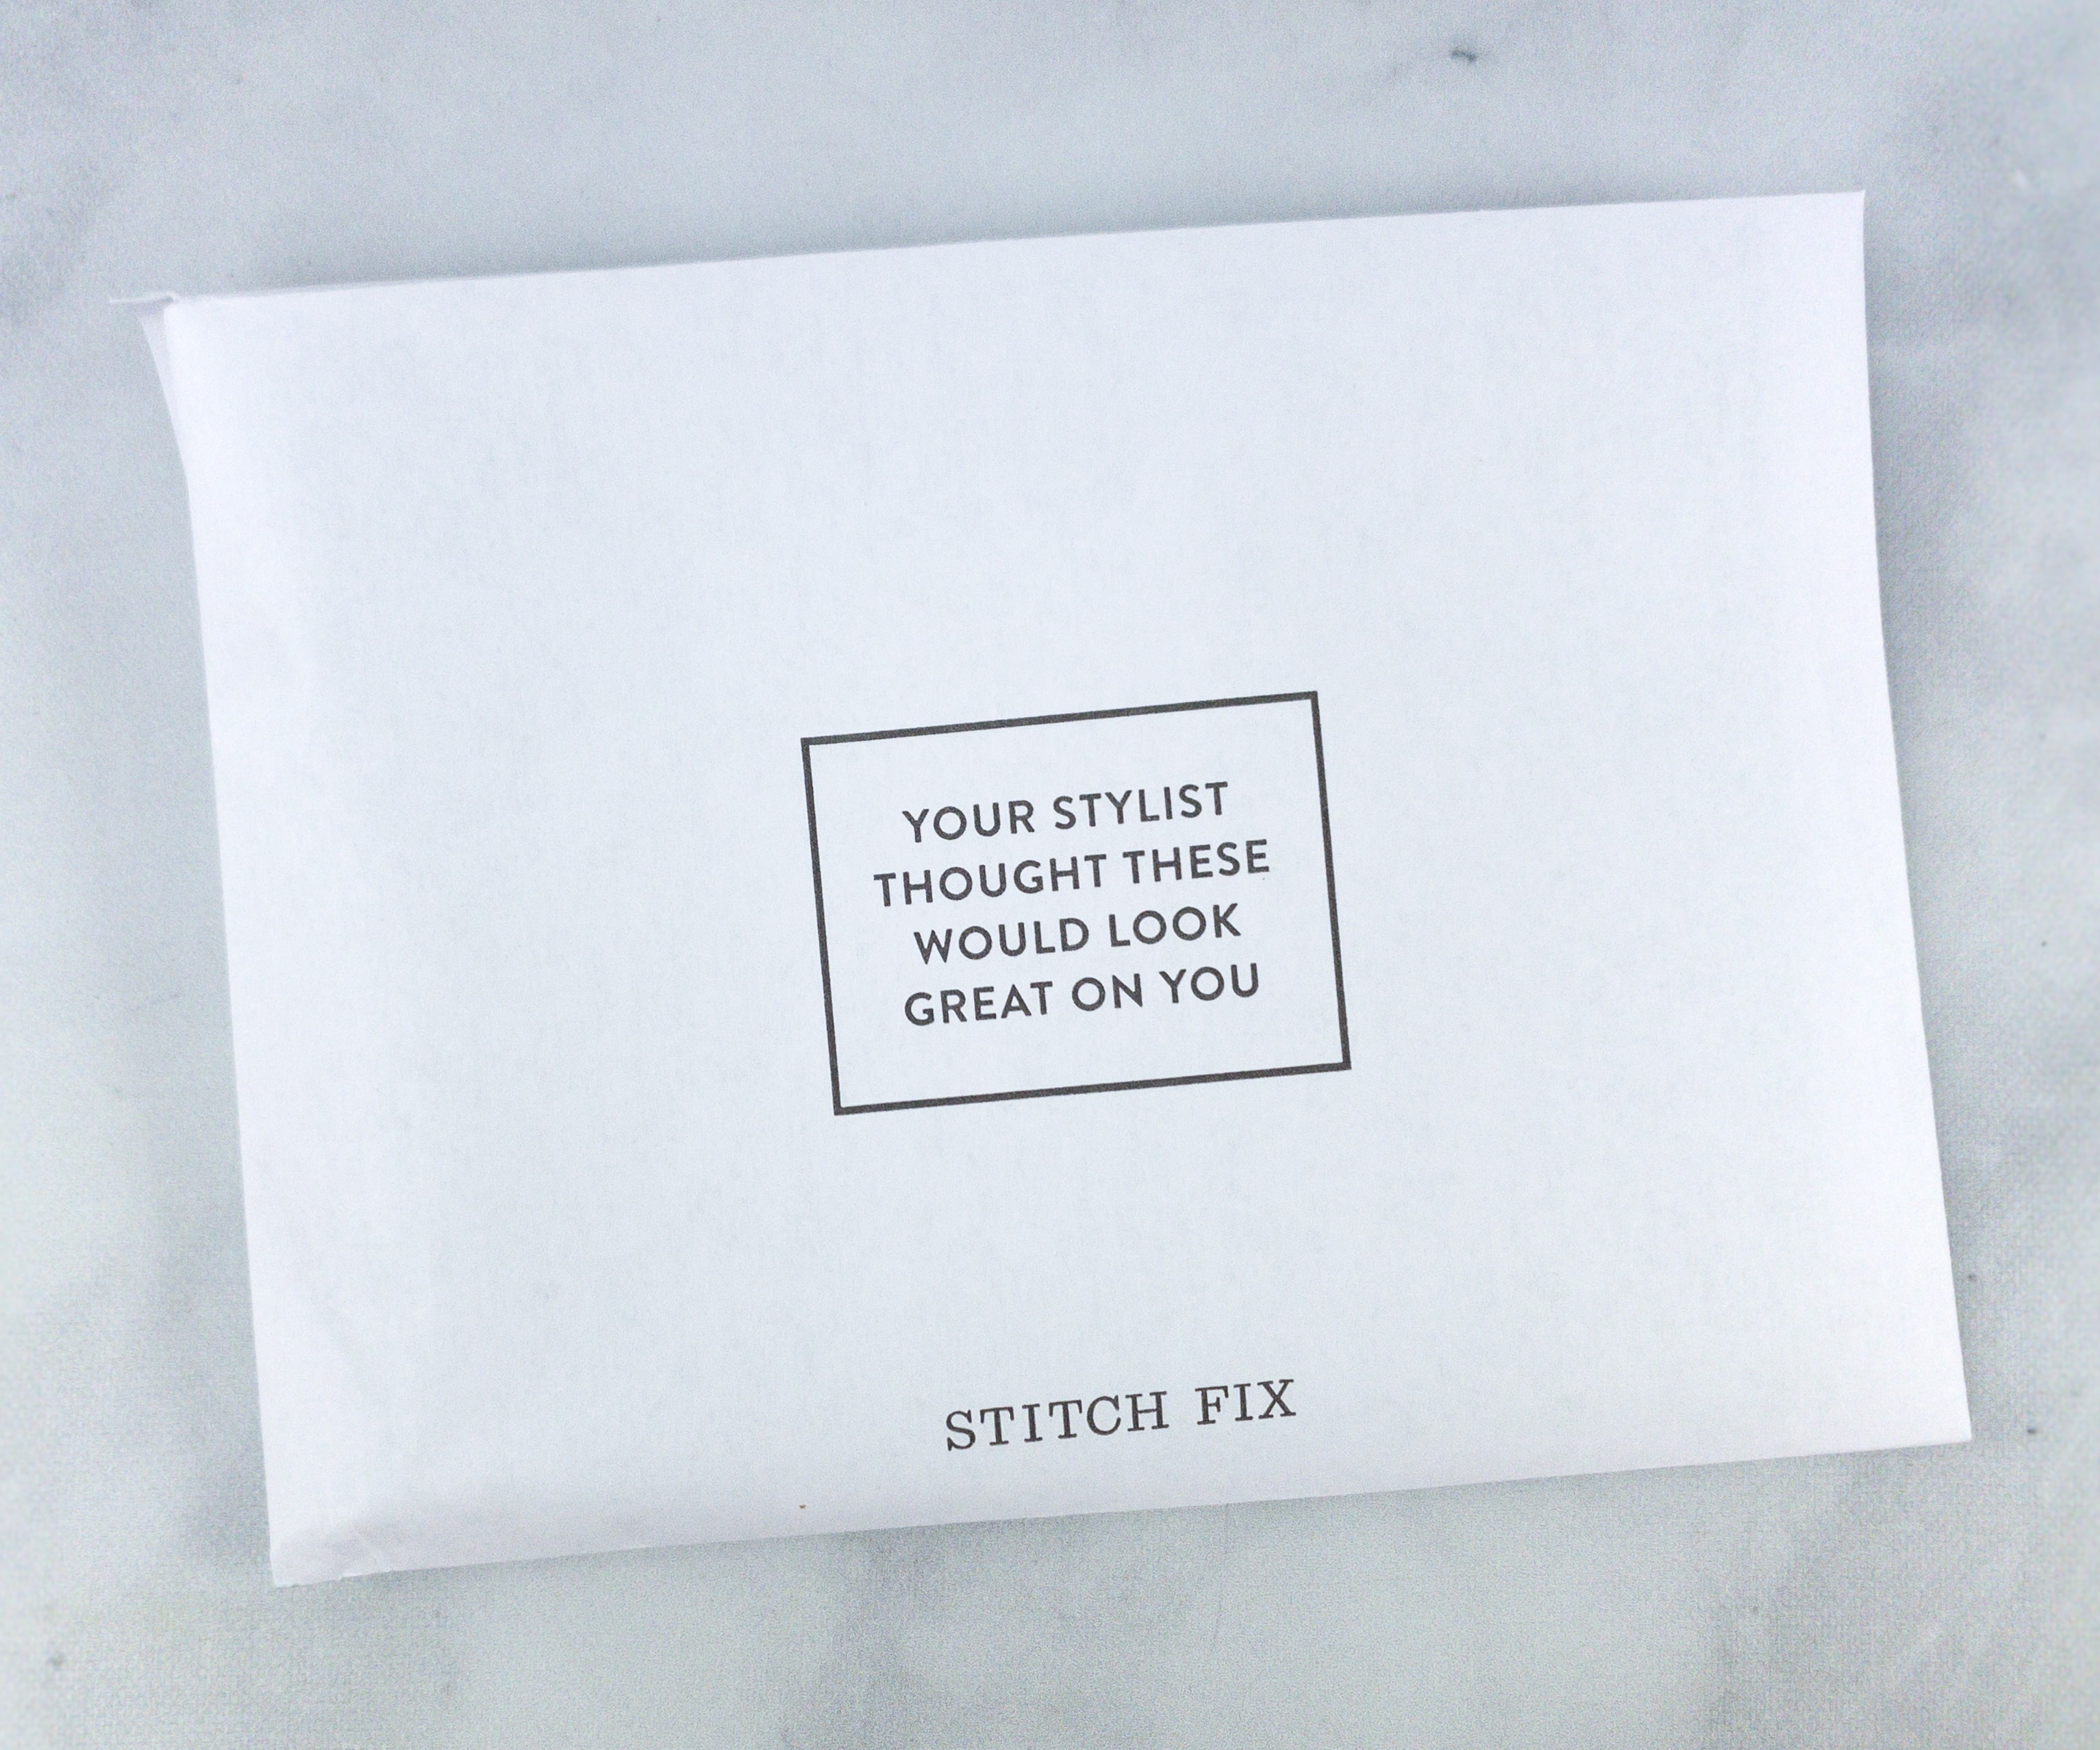 YOUR STYLIST
THOUGHT THESE
WOULD LOOK
GREAT ON YOU
STITCH FIX